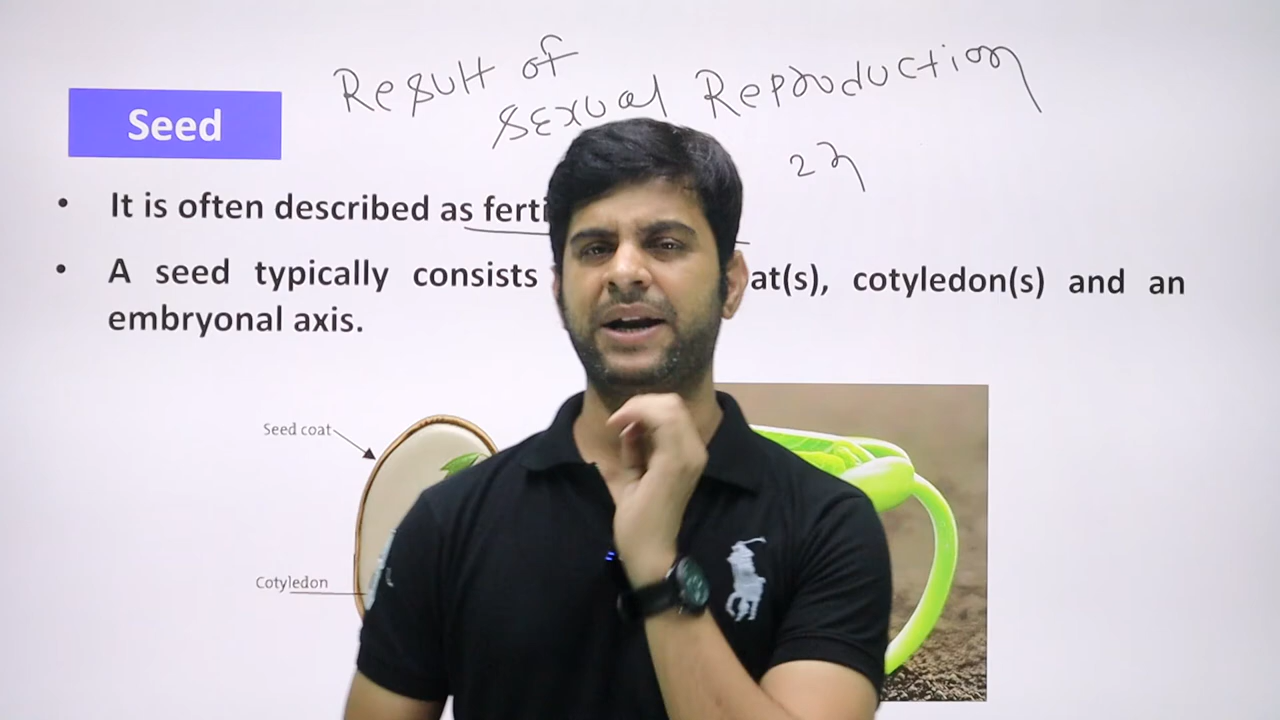 Result of
Sexual Reproduction
Seed
2n
• It is often described as ferti
• A seed typically consists at(s), cotyledon(s) and an
embryonal axis.
Seed coat
Cotyledon